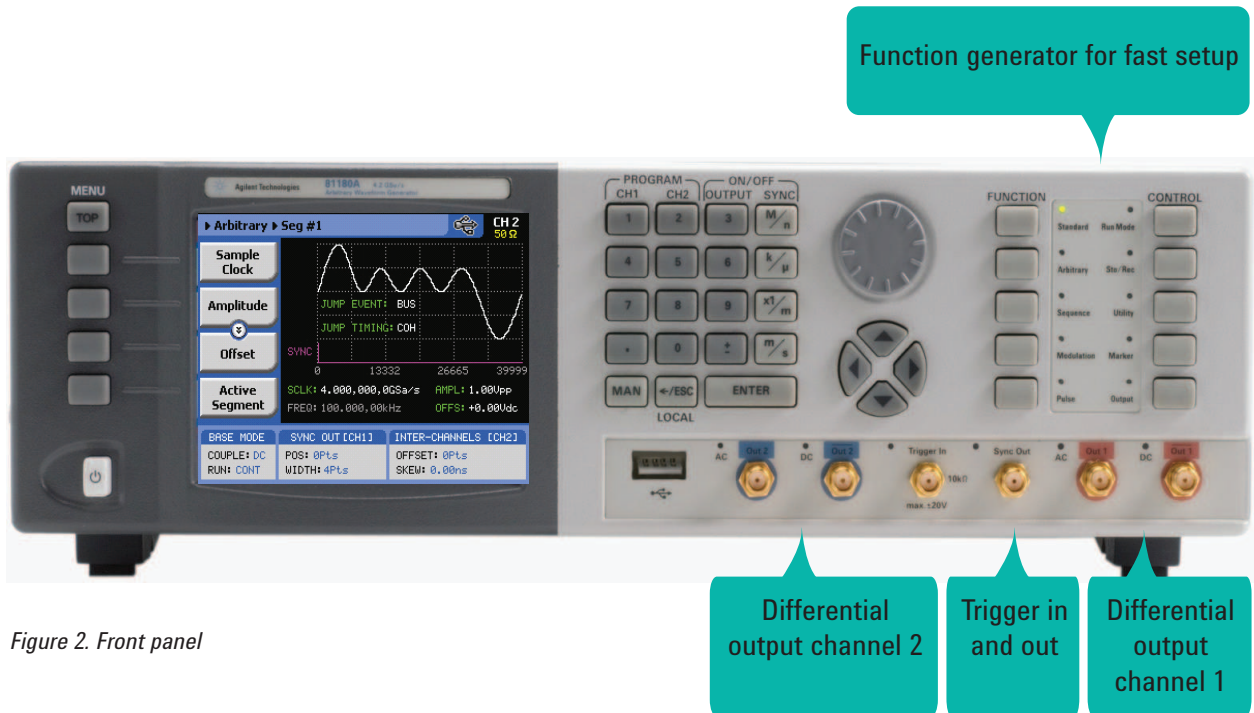 Function generator for fast setup
MENU
TOP
Agilent Technologies 81180A 4.2 GSa/s
Arbitrary Waveform Generator
Arbitrary Seg #1
CH 2
50 Ω
Sample
Clock
Amplitude
Offset
Active
Segment
JUMP EVENT: BUS
JUMP TIMING: COH
SYNC
0 13332 26665 39999
SCLK: 4.000,000,0GSa/s AMPL: 1.00Vpp
FREQ: 100.000,00kHz OFFS: +0.00Vdc
BASE MODE SYNC OUT [CH1] INTER-CHANNELS [CH2]
COUPLE: DC POS: 0Pts OFFSET: 0Pts
RUN: CONT WIDTH: 4Pts SKEW: 0.00ns
PROGRAM ON/OFF
CH1 CH2 OUTPUT SYNC
1 2 3 M/n
4 5 6 k/µ
7 8 9 x1/m
. 0 ± m/s
MAN ←/ESC ENTER
LOCAL
FUNCTION CONTROL
Standard Run Mode
Arbitrary Sto/Rec
Sequence Utility
Modulation Marker
Pulse Output
AC Out 2 DC Out 2 Trigger In Sync Out AC Out 1 DC Out 1
10kΩ
max. ±20V
Differential
output channel 2
Trigger in
and out
Differential
output
channel 1
Figure 2. Front panel